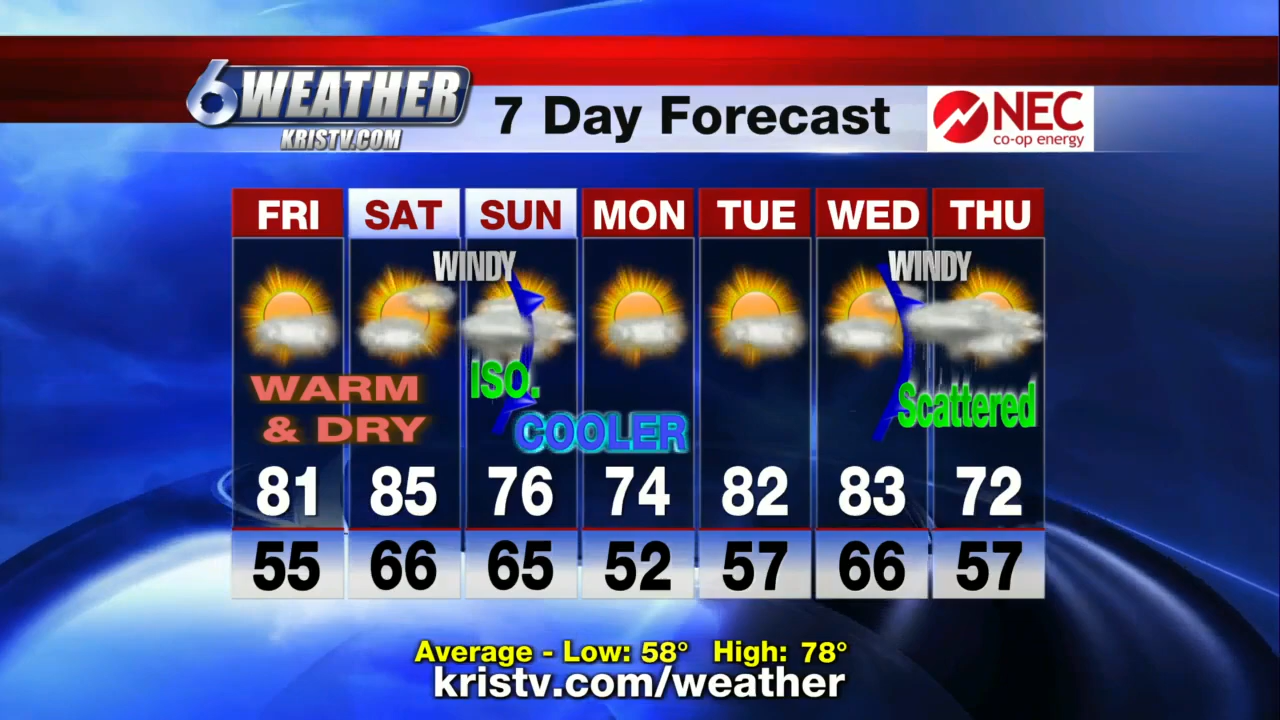 6 WEATHER
KRISTV.COM
7 Day Forecast
NEC
co-op energy
FRI SAT SUN MON TUE WED THU
WINDY WINDY
WARM
& DRY
ISO.
COOLER
Scattered
81 85 76 74 82 83 72
55 66 65 52 57 66 57
Average - Low: 58° High: 78°
kristv.com/weather